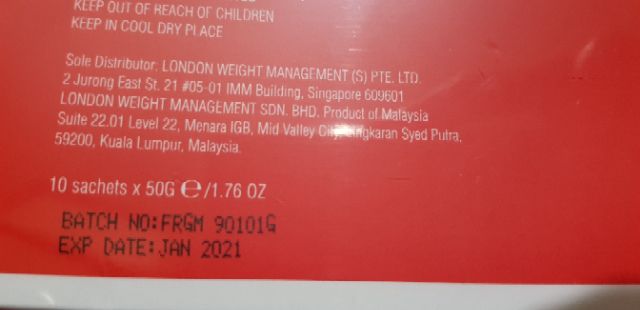 KEEP OUT OF REACH OF CHILDREN
KEEP IN COOL DRY PLACE
Sole Distributor: LONDON WEIGHT MANAGEMENT (S) PTE. LTD.
2 Jurong East St. 21 #05-01 IMM Building, Singapore 609601
LONDON WEIGHT MANAGEMENT SDN. BHD. Product of Malaysia
Suite 22.01 Level 22, Menara IGB, Mid Valley City, Lingkaran Syed Putra,
59200, Kuala Lumpur, Malaysia.
10 sachets x 50G ℮/1.76 OZ
BATCH NO:FRGM 90101G
EXP DATE:JAN 2021